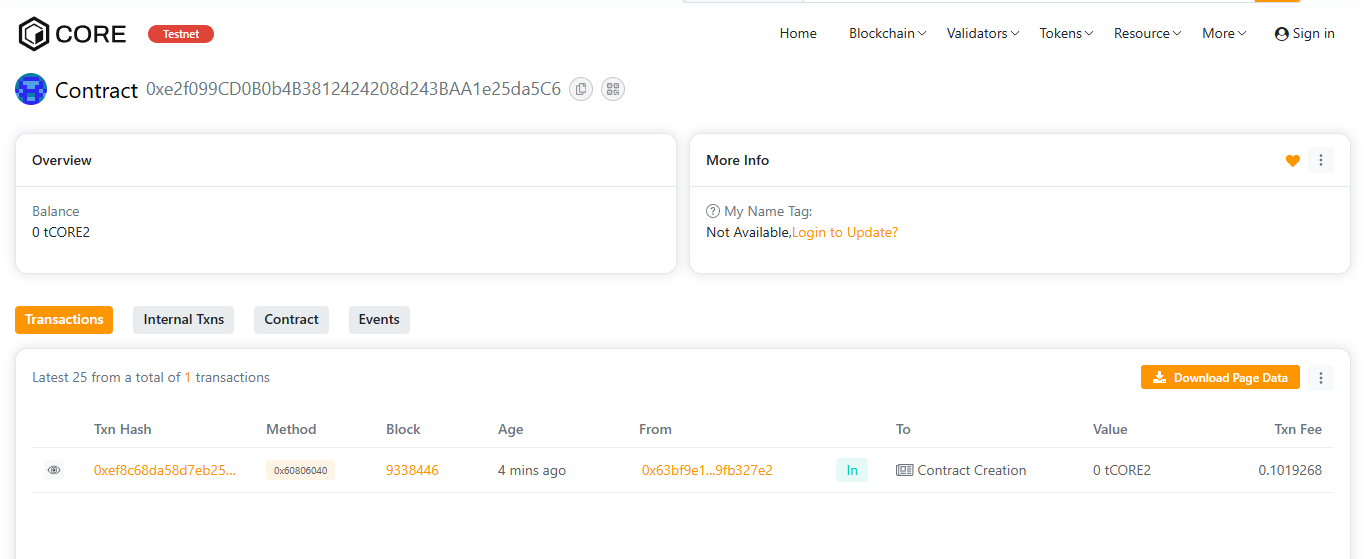 CORE Testnet Home Blockchain Validators Tokens Resource More Sign in
Contract 0xe2f099CD0B0b4B3812424208d243BAA1e25da5C6
Overview
Balance
0 tCORE2
More Info
My Name Tag:
Not Available,Login to Update?
Transactions Internal Txns Contract Events
Latest 25 from a total of 1 transactions
Download Page Data
Txn Hash Method Block Age From To Value Txn Fee
0xef8c68da58d7eb25... 0x60806040 9338446 4 mins ago 0x63bf9e1...9fb327e2 In Contract Creation 0 tCORE2 0.1019268